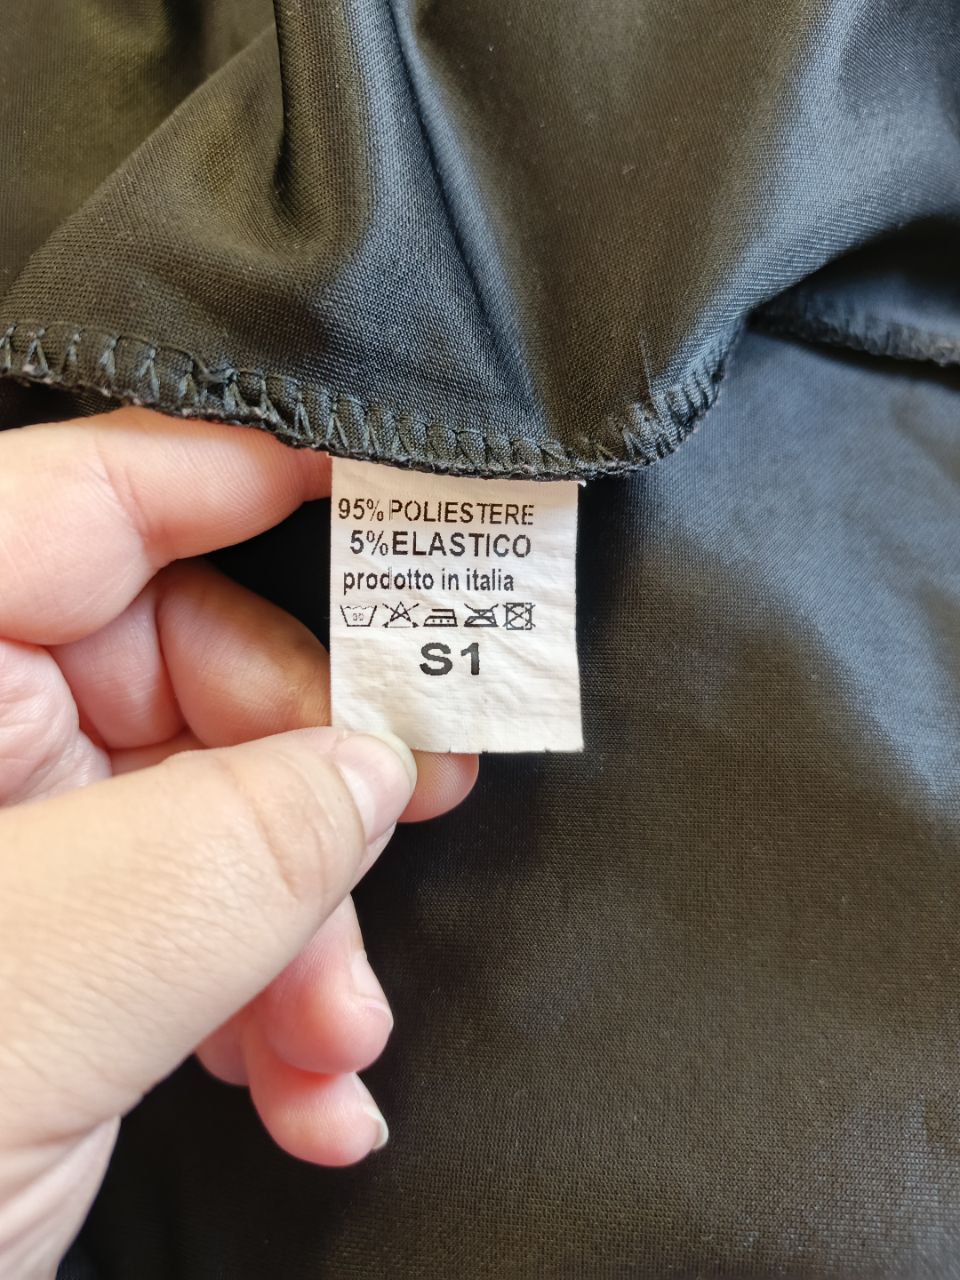 95% POLIESTERE
5%ELASTICO
prodotto in italia
S1